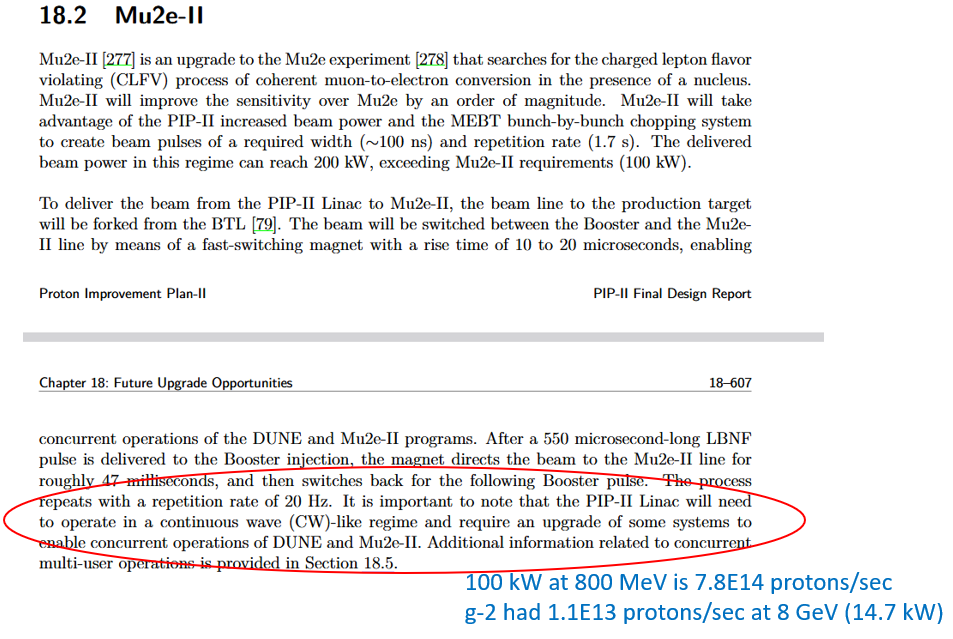 18.2 Mu2e-II
Mu2e-II [277] is an upgrade to the Mu2e experiment [278] that searches for the charged lepton flavor
violating (CLFV) process of coherent muon-to-electron conversion in the presence of a nucleus.
Mu2e-II will improve the sensitivity over Mu2e by an order of magnitude. Mu2e-II will take
advantage of the PIP-II increased beam power and the MEBT bunch-by-bunch chopping system
to create beam pulses of a required width (~100 ns) and repetition rate (1.7 s). The delivered
beam power in this regime can reach 200 kW, exceeding Mu2e-II requirements (100 kW).
To deliver the beam from the PIP-II Linac to Mu2e-II, the beam line to the production target
will be forked from the BTL [79]. The beam will be switched between the Booster and the Mu2e-
II line by means of a fast-switching magnet with a rise time of 10 to 20 microseconds, enabling
Proton Improvement Plan-II PIP-II Final Design Report
Chapter 18: Future Upgrade Opportunities 18–607
concurrent operations of the DUNE and Mu2e-II programs. After a 550 microsecond-long LBNF
pulse is delivered to the Booster injection, the magnet directs the beam to the Mu2e-II line for
roughly 47 milliseconds, and then switches back for the following Booster pulse. The process
repeats with a repetition rate of 20 Hz. It is important to note that the PIP-II Linac will need
to operate in a continuous wave (CW)-like regime and require an upgrade of some systems to
enable concurrent operations of DUNE and Mu2e-II. Additional information related to concurrent
multi-user operations is provided in Section 18.5.
100 kW at 800 MeV is 7.8E14 protons/sec
g-2 had 1.1E13 protons/sec at 8 GeV (14.7 kW)